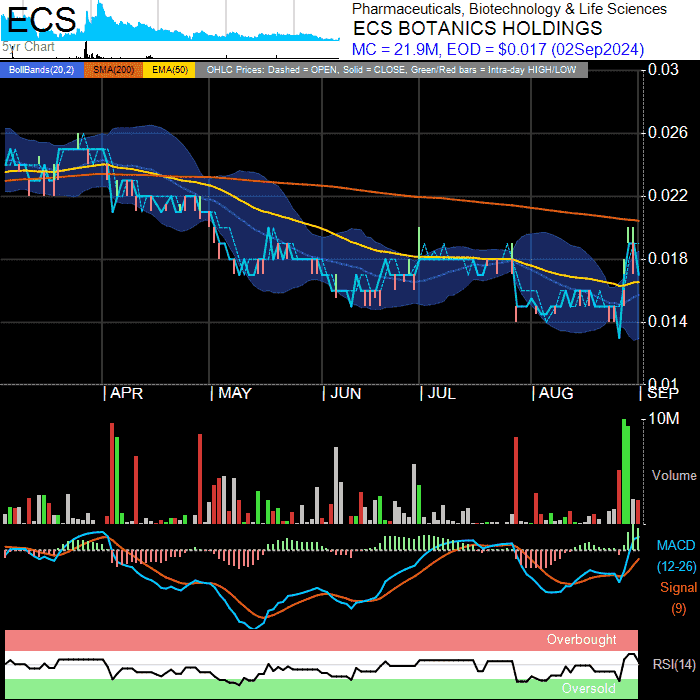 ECS
5yr Chart
Pharmaceuticals, Biotechnology & Life Sciences
ECS BOTANICS HOLDINGS
MC = 21.9M, EOD = $0.017 (02Sep2024)
BollBands(20,2) SMA(200) EMA(50) OHLC Prices: Dashed = OPEN, Solid = CLOSE, Green/Red bars = Intra-day HIGH/LOW
0.03
0.026
0.022
0.018
0.014
0.01
APR MAY JUN JUL AUG SEP
10M
Volume
MACD
(12-26)
Signal
(9)
Overbought
RSI(14)
Oversold